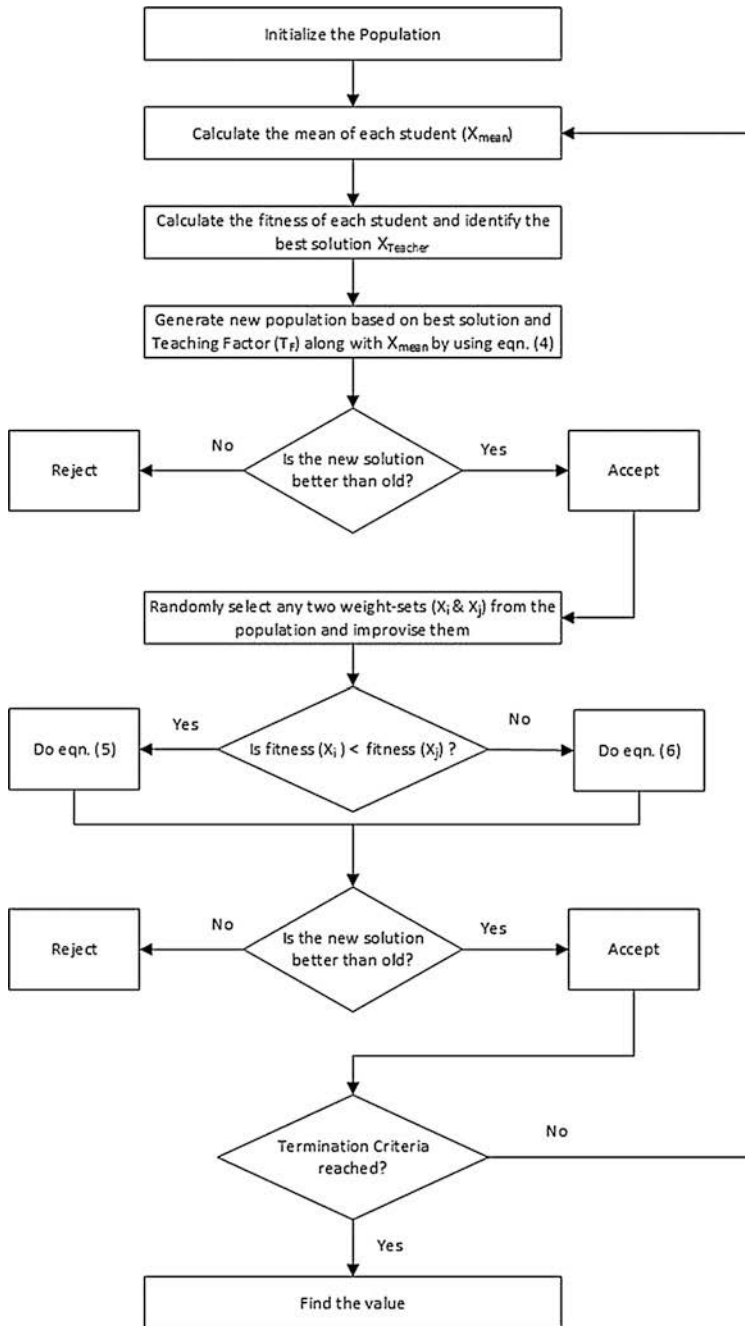 Initialize the Population
Calculate the mean of each student (Xmean)
Calculate the fitness of each student and identify the
best solution XTeacher
Generate new population based on best solution and
Teaching Factor (TF) along with Xmean by using eqn. (4)
No
Yes
Reject
Is the new solution
better than old?
Accept
Randomly select any two weight-sets (Xi & Xj) from the
population and improvise them
Yes
No
Do eqn. (5)
Is fitness (Xi ) < fitness (Xj) ?
Do eqn. (6)
No
Yes
Reject
Is the new solution
better than old?
Accept
Termination Criteria
reached?
No
Yes
Find the value